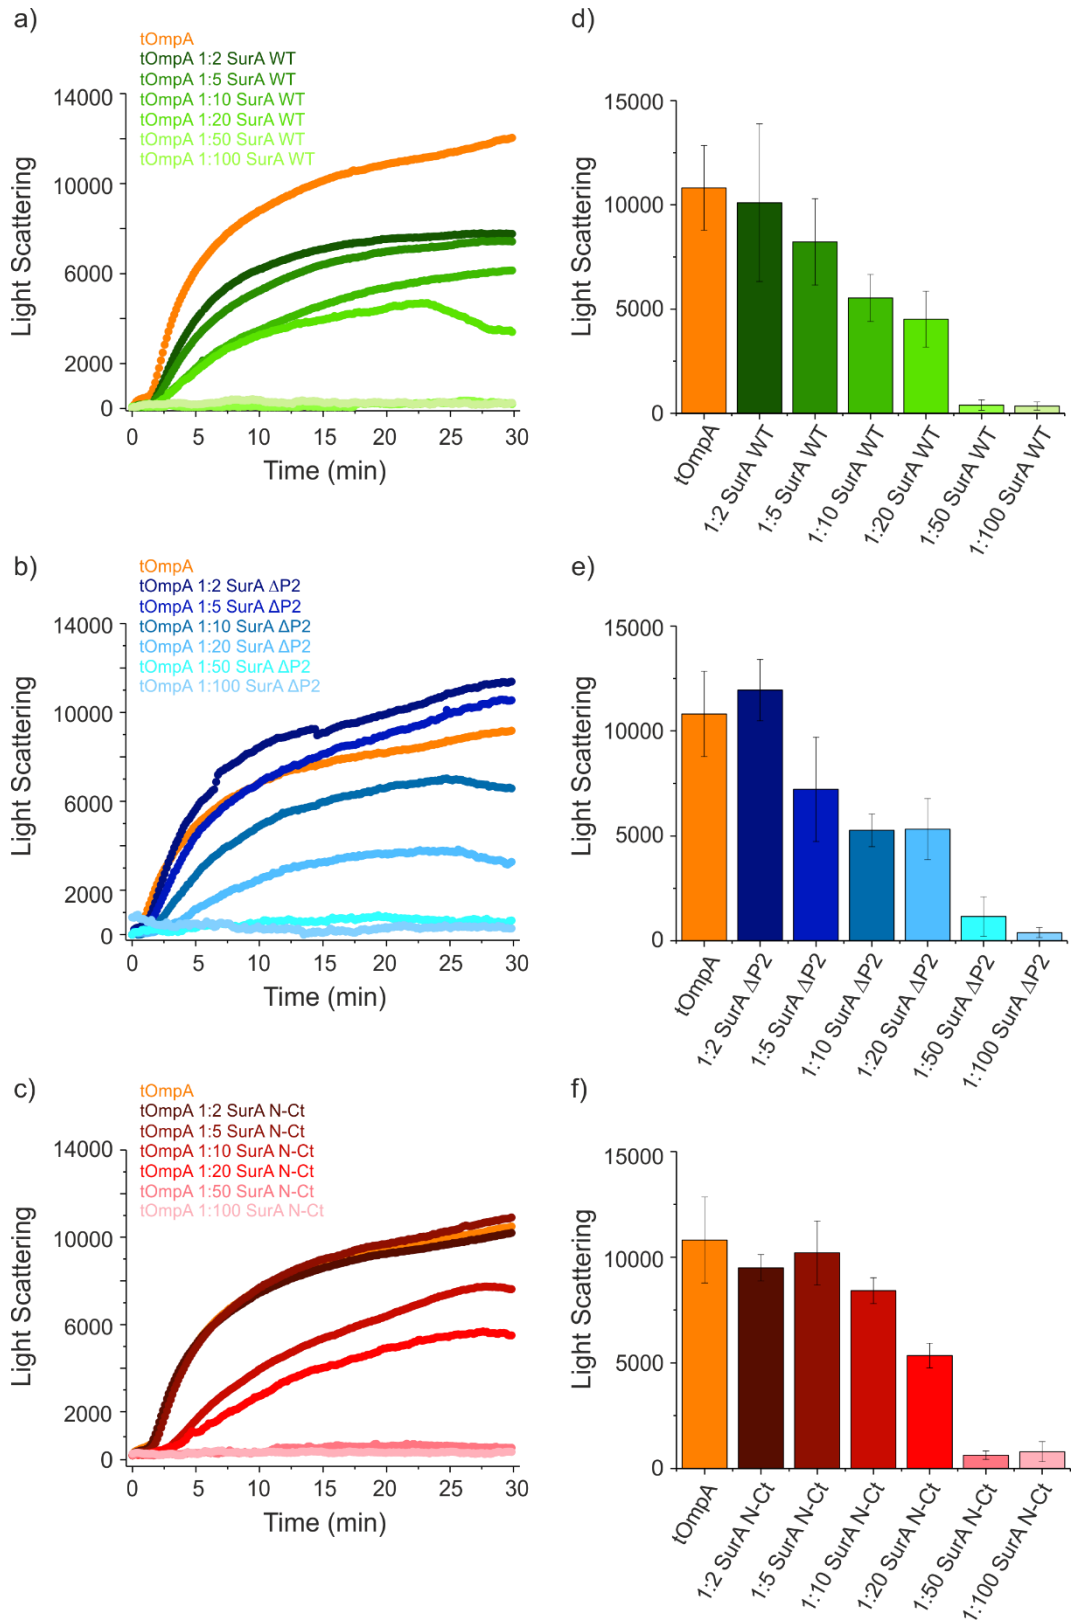 a)
tOmpA
tOmpA 1:2 SurA WT
tOmpA 1:5 SurA WT
tOmpA 1:10 SurA WT
tOmpA 1:20 SurA WT
tOmpA 1:50 SurA WT
tOmpA 1:100 SurA WT
14000
10000
6000
2000
0
Light Scattering
0 5 10 15 20 25 30
Time (min)
d)
15000
10000
5000
0
Light Scattering
tOmpA
1:2 SurA WT
1:5 SurA WT
1:10 SurA WT
1:20 SurA WT
1:50 SurA WT
1:100 SurA WT
b)
tOmpA
tOmpA 1:2 SurA ΔP2
tOmpA 1:5 SurA ΔP2
tOmpA 1:10 SurA ΔP2
tOmpA 1:20 SurA ΔP2
tOmpA 1:50 SurA ΔP2
tOmpA 1:100 SurA ΔP2
14000
10000
6000
2000
0
Light Scattering
0 5 10 15 20 25 30
Time (min)
e)
15000
10000
5000
0
Light Scattering
tOmpA
1:2 SurA ΔP2
1:5 SurA ΔP2
1:10 SurA ΔP2
1:20 SurA ΔP2
1:50 SurA ΔP2
1:100 SurA ΔP2
c)
tOmpA
tOmpA 1:2 SurA N-Ct
tOmpA 1:5 SurA N-Ct
tOmpA 1:10 SurA N-Ct
tOmpA 1:20 SurA N-Ct
tOmpA 1:50 SurA N-Ct
tOmpA 1:100 SurA N-Ct
14000
10000
6000
2000
0
Light Scattering
0 5 10 15 20 25 30
Time (min)
f)
15000
10000
5000
0
Light Scattering
tOmpA
1:2 SurA N-Ct
1:5 SurA N-Ct
1:10 SurA N-Ct
1:20 SurA N-Ct
1:50 SurA N-Ct
1:100 SurA N-Ct